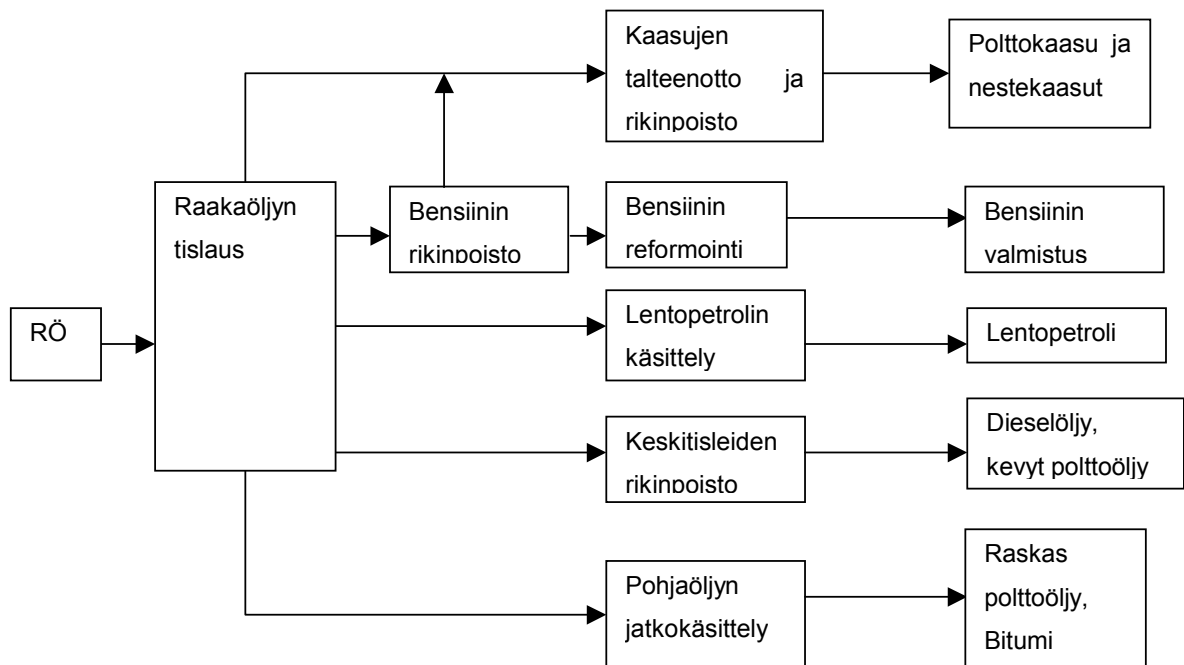 Kaasujen
talteenotto ja
rikinpoisto
Polttokaasu ja
nestekaasut
Raakaöljyn
tislaus
Bensiinin
rikinpoisto
Bensiinin
reformointi
Bensiinin
valmistus
RÖ
Lentopetrolin
käsittely
Lentopetroli
Keskitisleiden
rikinpoisto
Dieselöljy,
kevyt polttoöljy
Pohjaöljyn
jatkokäsittely
Raskas
polttoöljy,
Bitumi